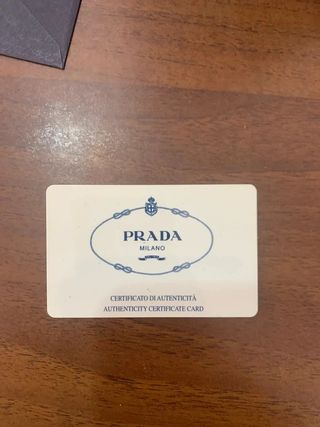 PRADA
MILANO
CERTIFICATO DI AUTENTICITÀ
AUTHENTICITY CERTIFICATE CARD